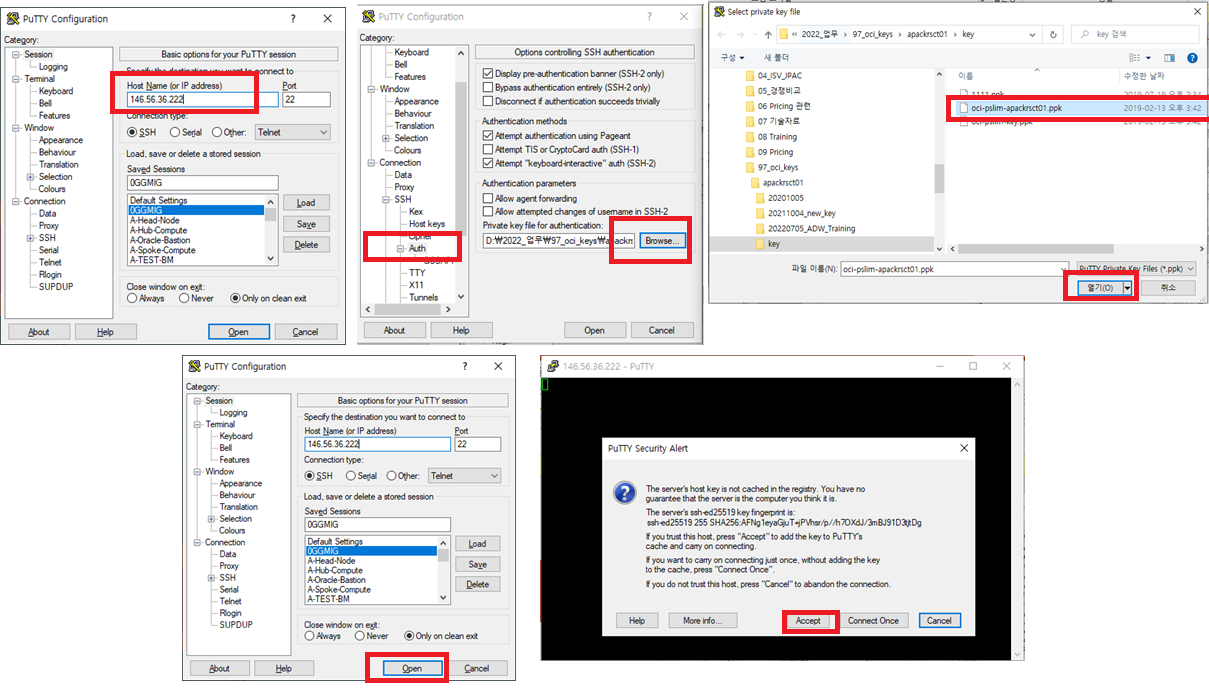 PuTTY Configuration
?
Category:
Session
Logging
Terminal
Keyboard
Bell
Features
Window
Appearance
Behaviour
Translation
Selection
Colours
Connection
Data
Proxy
SSH
Serial
Telnet
Rlogin
SUPDUP
Basic options for your PuTTY session
Specify the destination you want to connect to
Host Name (or IP address)
Port
146.56.36.222
22
Connection type:
SSH Serial Other: Telnet
Load, save or delete a stored session
Saved Sessions
0GGMIG
Default Settings
0GGMIG
A-Head-Node
A-Hub-Compute
A-Oracle-Bastion
A-Spoke-Compute
A-TEST-BM
Load
Save
Delete
Close window on exit:
Always Never Only on clean exit
About Help Open Cancel
PuTTY Configuration
?
Category:
Keyboard
Bell
Features
Window
Appearance
Behaviour
Translation
Selection
Colours
Connection
Data
Proxy
SSH
Kex
Host keys
Cipher
Auth
TTY
X11
Tunnels
Options controlling SSH authentication
Display pre-authentication banner (SSH-2 only)
Bypass authentication entirely (SSH-2 only)
Disconnect if authentication succeeds trivially
Authentication methods
Attempt authentication using Pageant
Attempt TIS or CryptoCard auth (SSH-1)
Attempt "keyboard-interactive" auth (SSH-2)
Authentication parameters
Allow agent forwarding
Allow attempted changes of username in SSH-2
Private key file for authentication:
D:₩2022_업무₩97_oci_keys₩apackrs
Browse...
About Help Open Cancel
Select private key file
« 2022_업무 › 97_oci_keys › apackrsct01 › key
key 검색
구성 새 폴더
04_ISV_JPAC
05_경쟁비교
06 Pricing 관련
07 기술자료
08 Training
09 Pricing
97_oci_keys
apackrsct01
20201005
20211004_new_key
20220705_ADW_Training
key
이름 수정한 날짜
1111.ppk 2019-07-19 오후 2:34
oci-pslim-apackrsct01.ppk 2019-02-13 오후 3:42
oci-pslim-key.ppk 2019-02-13 오후 3:42
파일 이름(N): oci-pslim-apackrsct01.ppk
PuTTY Private Key Files (*.ppk)
열기(O) 취소
PuTTY Configuration
?
Category:
Session
Logging
Terminal
Keyboard
Bell
Features
Window
Appearance
Behaviour
Translation
Selection
Colours
Connection
Data
Proxy
SSH
Serial
Telnet
Rlogin
SUPDUP
Basic options for your PuTTY session
Specify the destination you want to connect to
Host Name (or IP address)
Port
146.56.36.222
22
Connection type:
SSH Serial Other: Telnet
Load, save or delete a stored session
Saved Sessions
0GGMIG
Default Settings
0GGMIG
A-Head-Node
A-Hub-Compute
A-Oracle-Bastion
A-Spoke-Compute
A-TEST-BM
Load
Save
Delete
Close window on exit:
Always Never Only on clean exit
About Help Open Cancel
146.56.36.222 - PuTTY
PuTTY Security Alert
The server's host key is not cached in the registry. You have no
guarantee that the server is the computer you think it is.
The server's ssh-ed25519 key fingerprint is:
ssh-ed25519 255 SHA256:AFNg1eyaGjuT+jPVhsr/p//h7OXdJ/3mBJ91D3jtDg
If you trust this host, press "Accept" to add the key to PuTTY's
cache and carry on connecting.
If you want to carry on connecting just once, without adding the key
to the cache, press "Connect Once".
If you do not trust this host, press "Cancel" to abandon the connection.
Help More info... Accept Connect Once Cancel